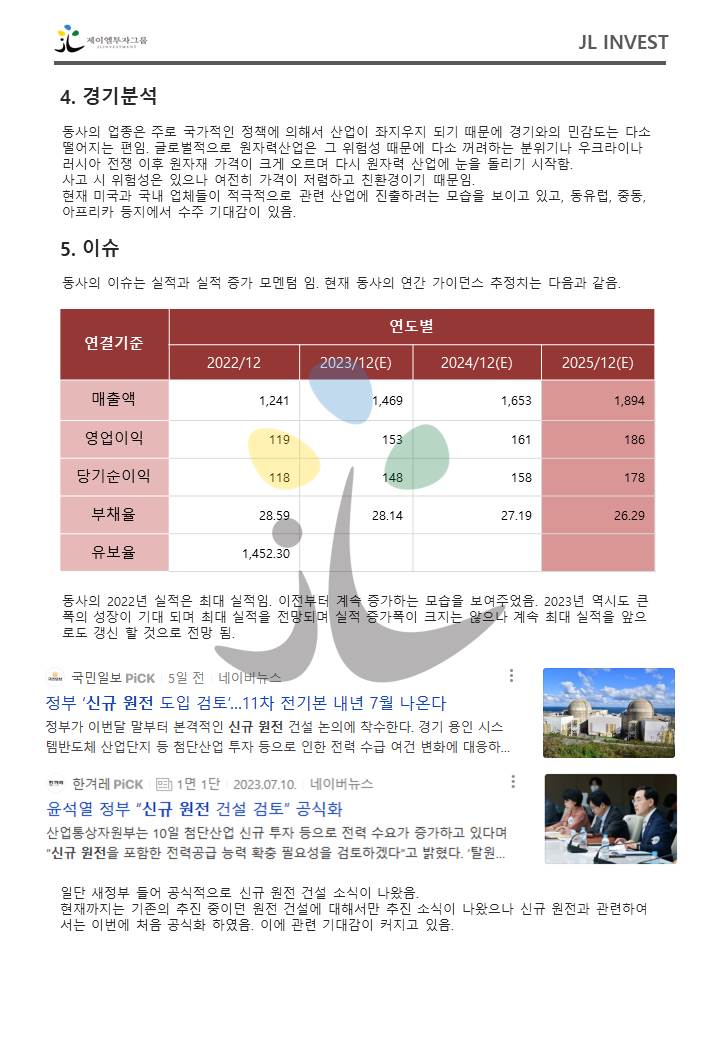 제이엘투자그룹
JL INVESTMENT
JL INVEST
4. 경기분석
동사의 업종은 주로 국가적인 정책에 의해서 산업이 좌지우지 되기 때문에 경기와의 민감도는 다소
떨어지는 편임. 글로벌적으로 원자력산업은 그 위험성 때문에 다소 꺼려하는 분위기나 우크라이나
러시아 전쟁 이후 원자재 가격이 크게 오르며 다시 원자력 산업에 눈을 돌리기 시작함.
사고 시 위험성은 있으나 여전히 가격이 저렴하고 친환경이기 때문임.
현재 미국과 국내 업체들이 적극적으로 관련 산업에 진출하려는 모습을 보이고 있고, 동유럽, 중동,
아프리카 등지에서 수주 기대감이 있음.
5. 이슈
동사의 이슈는 실적과 실적 증가 모멘텀 임. 현재 동사의 연간 가이던스 추정치는 다음과 같음.
연결기준 연도별
2022/12 2023/12(E) 2024/12(E) 2025/12(E)
매출액 1,241 1,469 1,653 1,894
영업이익 119 153 161 186
당기순이익 118 148 158 178
부채율 28.59 28.14 27.19 26.29
유보율 1,452.30
동사의 2022년 실적은 최대 실적임. 이전부터 계속 증가하는 모습을 보여주었음. 2023년 역시도 큰
폭의 성장이 기대 되며 최대 실적을 전망되며 실적 증가폭이 크지는 않으나 계속 최대 실적을 앞으
로도 갱신 할 것으로 전망 됨.
국민일보 PiCK 5일 전 네이버뉴스
정부 ‘신규 원전 도입 검토’...11차 전기본 내년 7월 나온다
정부가 이번달 말부터 본격적인 신규 원전 건설 논의에 착수한다. 경기 용인 시스
템반도체 산업단지 등 첨단산업 투자 등으로 인한 전력 수급 여건 변화에 대응하...
한겨레 한겨레 PiCK 1면 1단 2023.07.10. 네이버뉴스
윤석열 정부 “신규 원전 건설 검토” 공식화
산업통상자원부는 10일 첨단산업 신규 투자 등으로 전력 수요가 증가하고 있다며
“신규 원전을 포함한 전력공급 능력 확충 필요성을 검토하겠다”고 밝혔다. ‘탈원...
일단 새정부 들어 공식적으로 신규 원전 건설 소식이 나왔음.
현재까지는 기존의 추진 중이던 원전 건설에 대해서만 추진 소식이 나왔으나 신규 원전과 관련하여
서는 이번에 처음 공식화 하였음. 이에 관련 기대감이 커지고 있음.